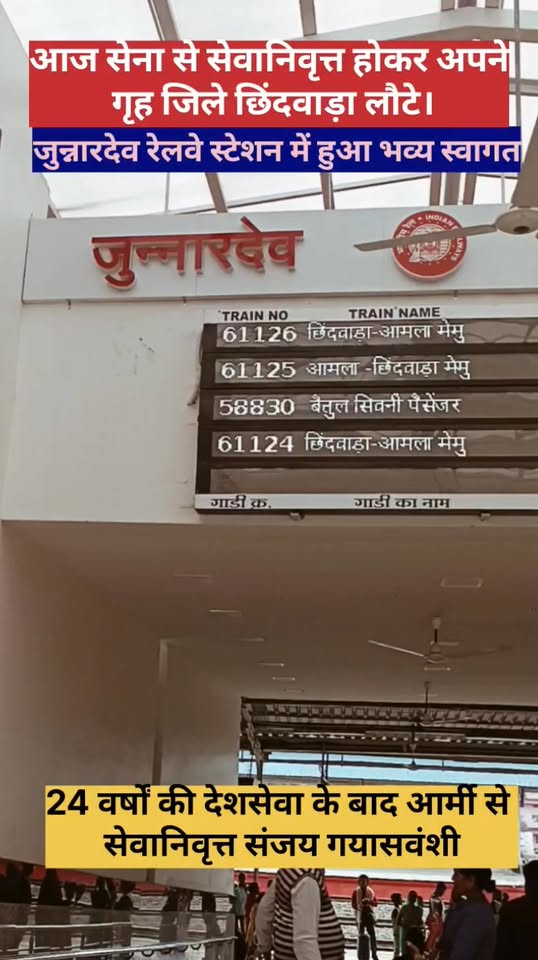 आज सेना से सेवानिवृत्त होकर अपने
गृह जिले छिंदवाड़ा लौटे।
जुन्नारदेव रेलवे स्टेशन में हुआ भव्य स्वागत
जुन्नारदेव
INDIAN
TRAIN NO TRAIN NAME
61126 छिंदवाड़ा-आमला मेमु
61125 आमला -छिंदवाड़ा मेमु
58830 बैतुल सिवनी पैसेंजर
61124 छिंदवाड़ा-आमला मेमु
गाडी क्र. गाडी का नाम
24 वर्षों की देशसेवा के बाद आर्मी से
सेवानिवृत्त संजय गयासवंशी